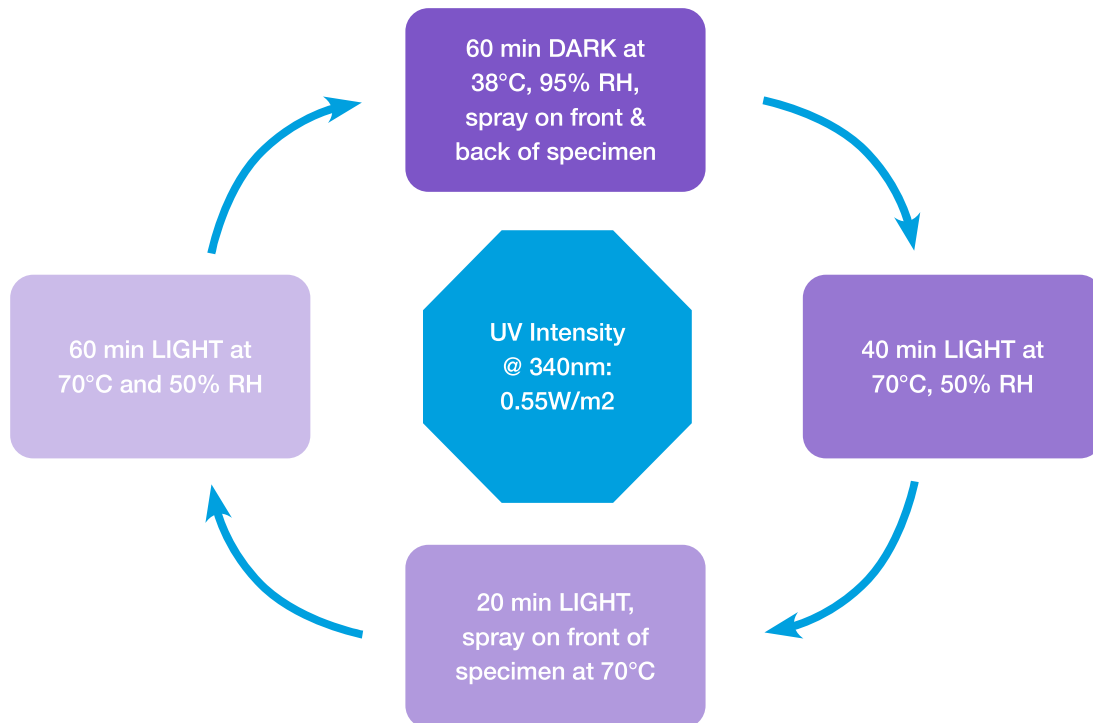 60 min DARK at
38°C, 95% RH,
spray on front &
back of specimen
40 min LIGHT at
70°C, 50% RH
20 min LIGHT,
spray on front of
specimen at 70°C
60 min LIGHT at
70°C and 50% RH
UV Intensity
@ 340nm:
0.55W/m2